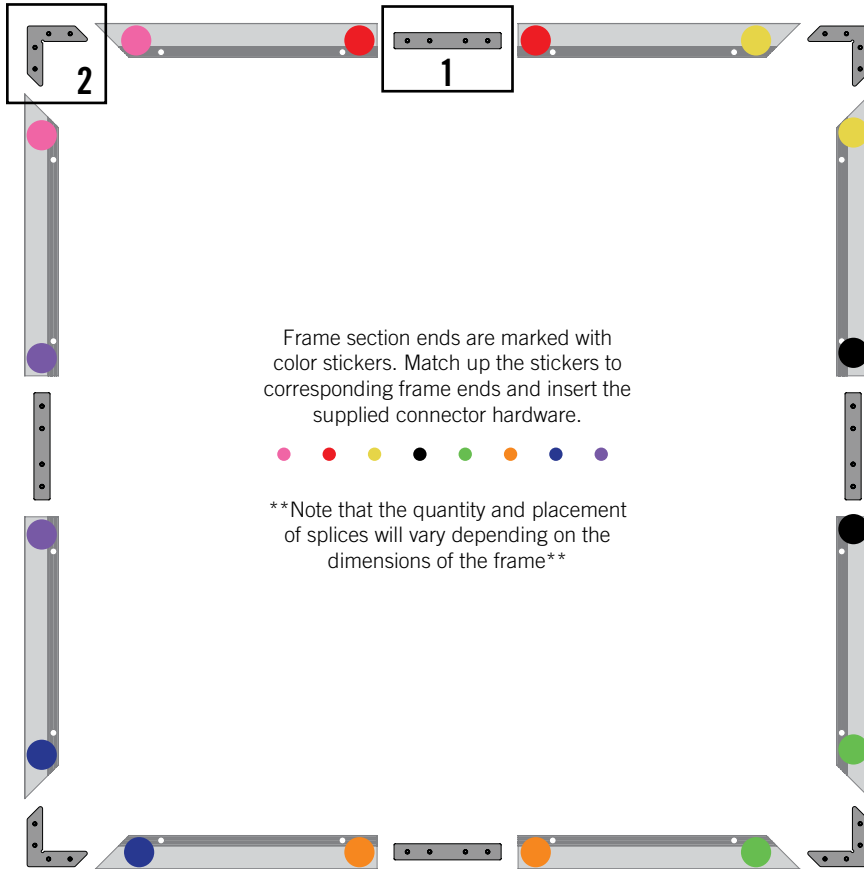 2
1
Frame section ends are marked with
color stickers. Match up the stickers to
corresponding frame ends and insert the
supplied connector hardware.
**Note that the quantity and placement
of splices will vary depending on the
dimensions of the frame**